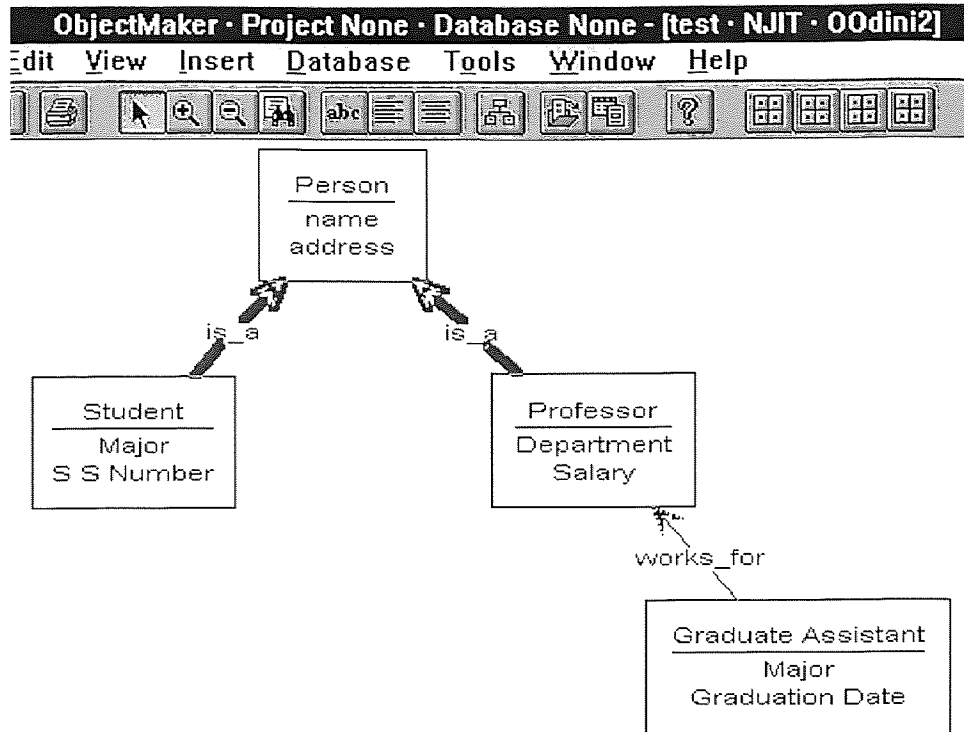 ObjectMaker · Project None · Database None - [test · NJIT · OOdini2]
Edit View Insert Database Tools Window Help
abc
Person
name
address
is_a is_a
Student
Major
S S Number
Professor
Department
Salary
works_for
Graduate Assistant
Major
Graduation Date